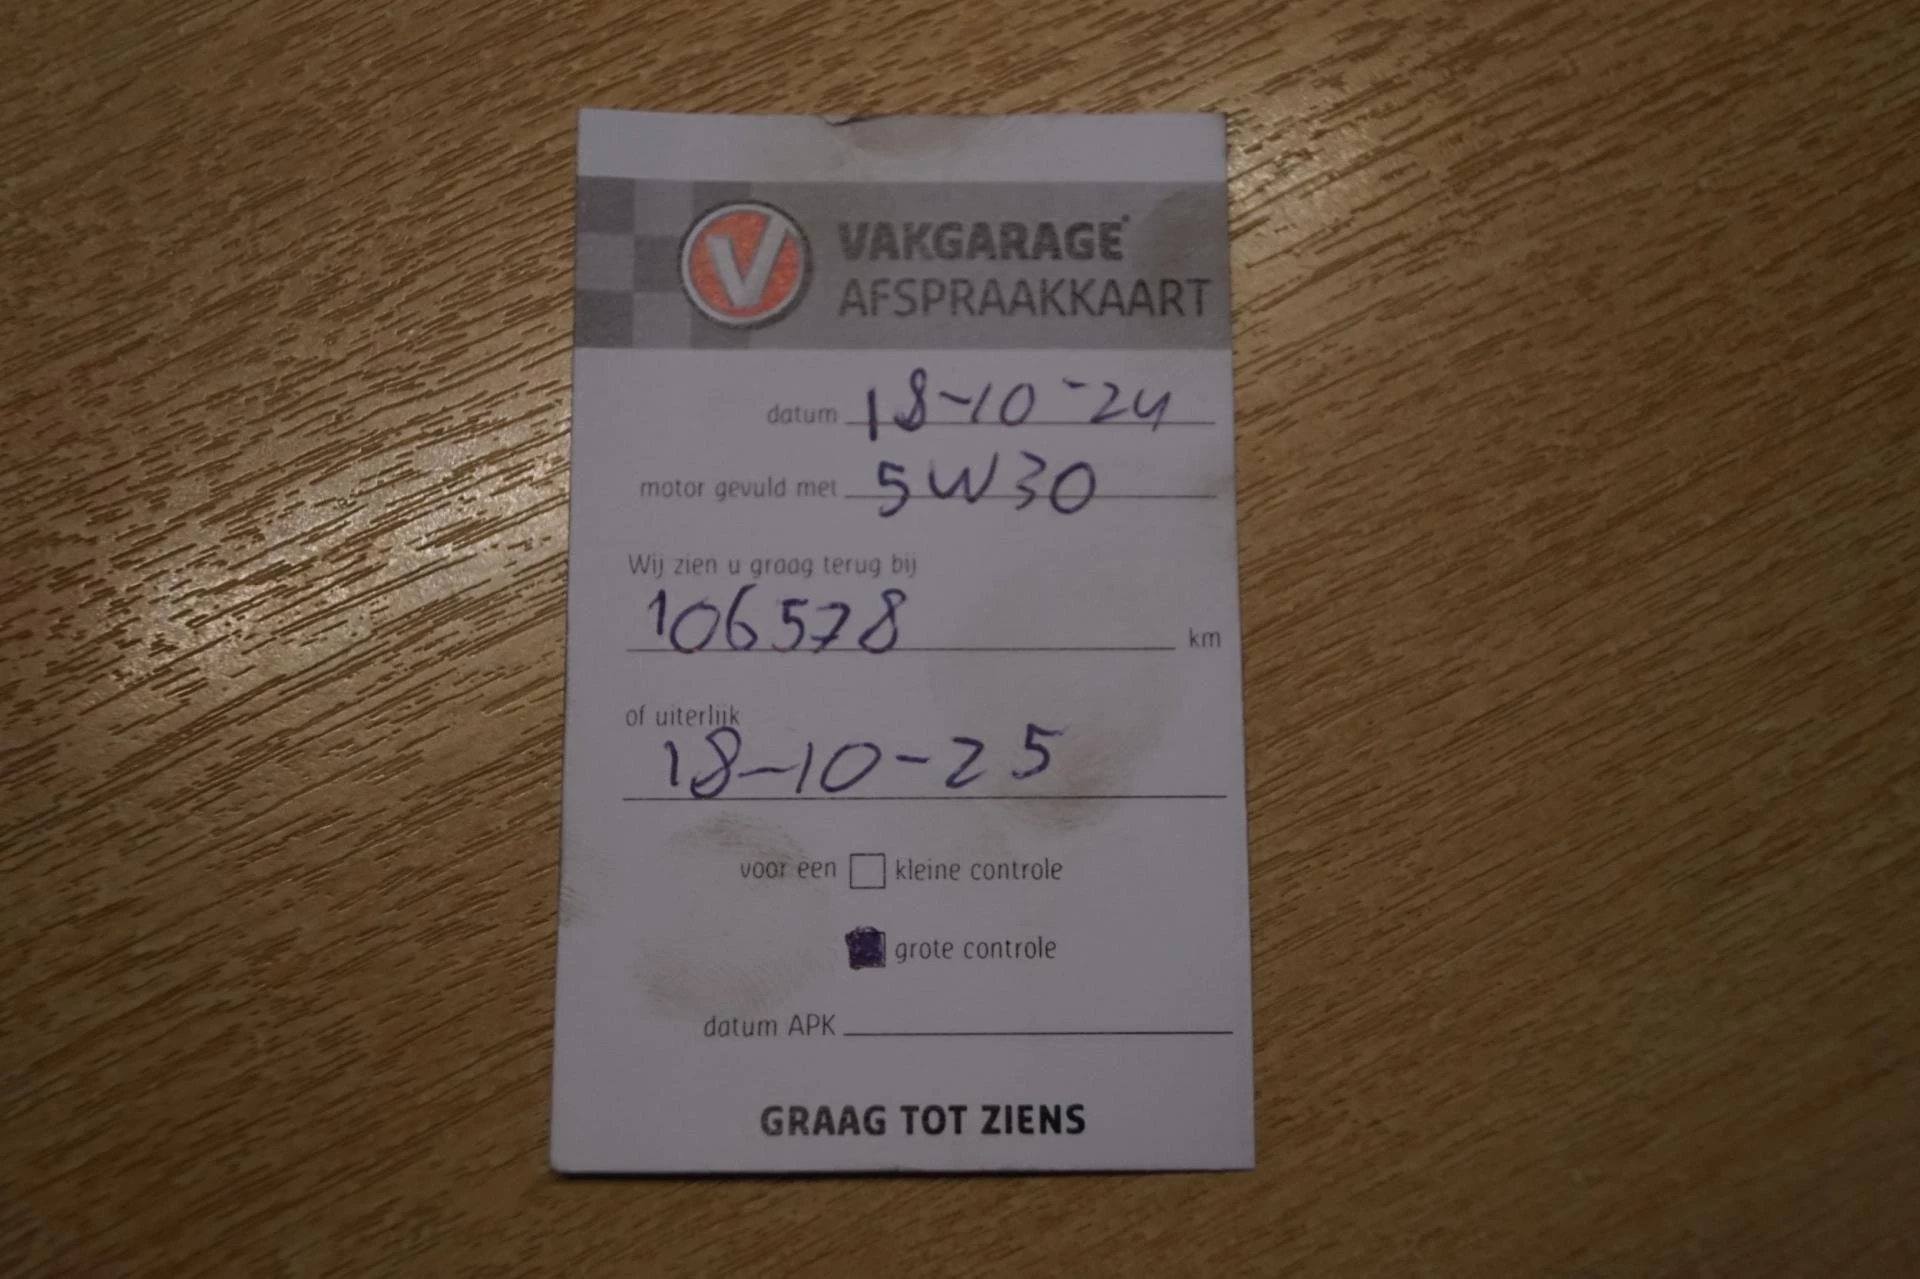 V VAKGARAGE®
AFSPRAAKKAART
datum 18-10-24
motor gevuld met 5W30
Wij zien u graag terug bij
106578 km
of uiterlijk
18-10-25
voor een kleine controle
grote controle
datum APK
GRAAG TOT ZIENS